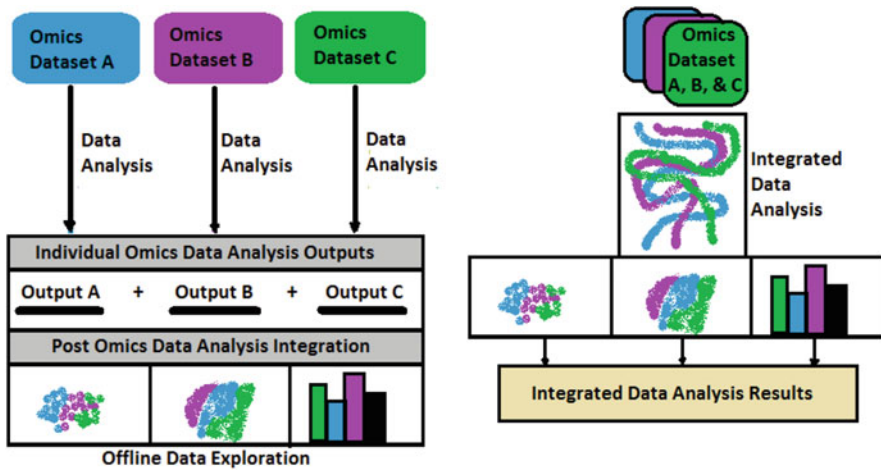 Omics
Dataset A
Omics
Dataset B
Omics
Dataset C
Data
Analysis
Data
Analysis
Data
Analysis
Individual Omics Data Analysis Outputs
Output A + Output B + Output C
Post Omics Data Analysis Integration
Offline Data Exploration
Omics
Dataset
A, B, & C
Integrated
Data
Analysis
Integrated Data Analysis Results